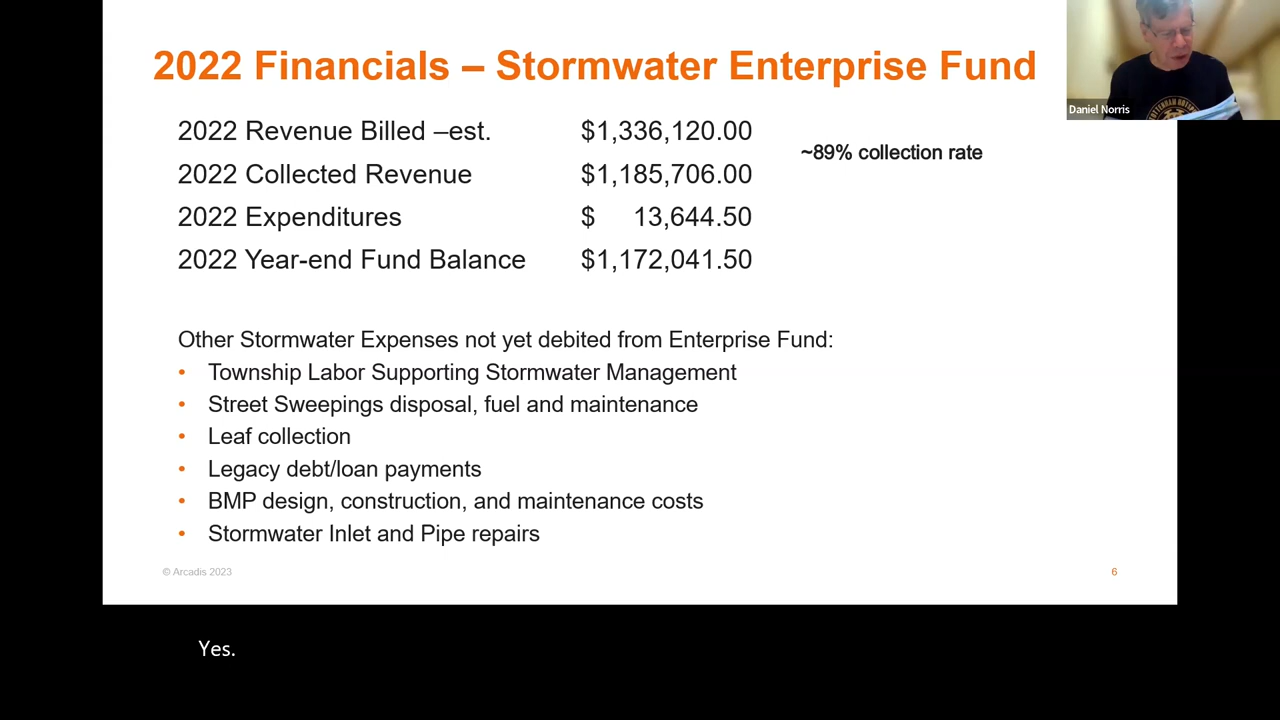 2022 Financials – Stormwater Enterprise Fund
2022 Revenue Billed –est. $1,336,120.00
~89% collection rate
2022 Collected Revenue $1,185,706.00
2022 Expenditures $ 13,644.50
2022 Year-end Fund Balance $1,172,041.50
Other Stormwater Expenses not yet debited from Enterprise Fund:
• Township Labor Supporting Stormwater Management
• Street Sweepings disposal, fuel and maintenance
• Leaf collection
• Legacy debt/loan payments
• BMP design, construction, and maintenance costs
• Stormwater Inlet and Pipe repairs
© Arcadis 2023
6
Daniel Norris
Yes.